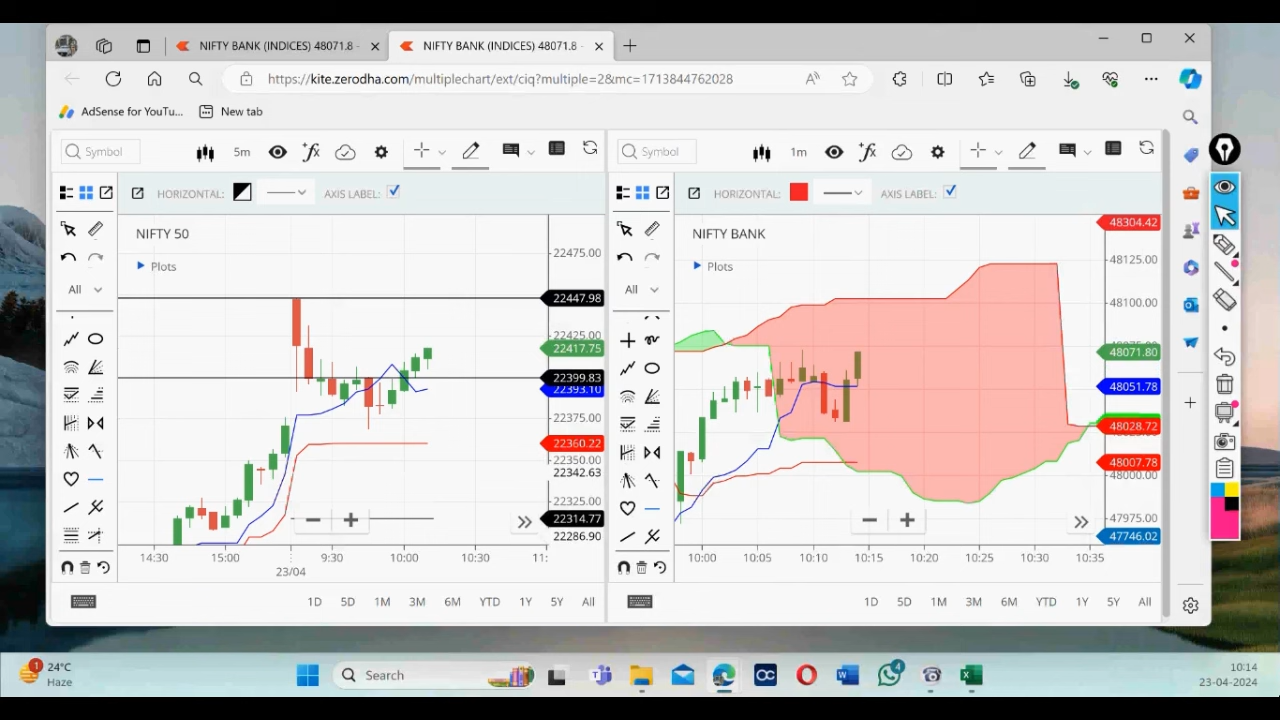 NIFTY BANK (INDICES) 48071.8 -
NIFTY BANK (INDICES) 48071.8 -
https://kite.zerodha.com/multiplechart/ext/ciq?multiple=2&mc=1713844762028
AdSense for YouTu...
New tab
Symbol
5m
HORIZONTAL:
AXIS LABEL:
NIFTY 50
Plots
All
22475.00
22447.98
22425.00
22417.75
22399.83
22393.10
22375.00
22360.22
22350.00
22342.63
22325.00
22314.77
22286.90
14:30
15:00
9:30
10:00
10:30
11:
23/04
1D 5D 1M 3M 6M YTD 1Y 5Y All
Symbol
1m
HORIZONTAL:
AXIS LABEL:
NIFTY BANK
Plots
All
48304.42
48125.00
48100.00
48071.80
48051.78
48028.72
48007.78
48000.00
47975.00
47746.02
10:00
10:05
10:10
10:15
10:20
10:25
10:30
10:35
1D 5D 1M 3M 6M YTD 1Y 5Y All
1
24°C
Haze
Search
4
10:14
23-04-2024